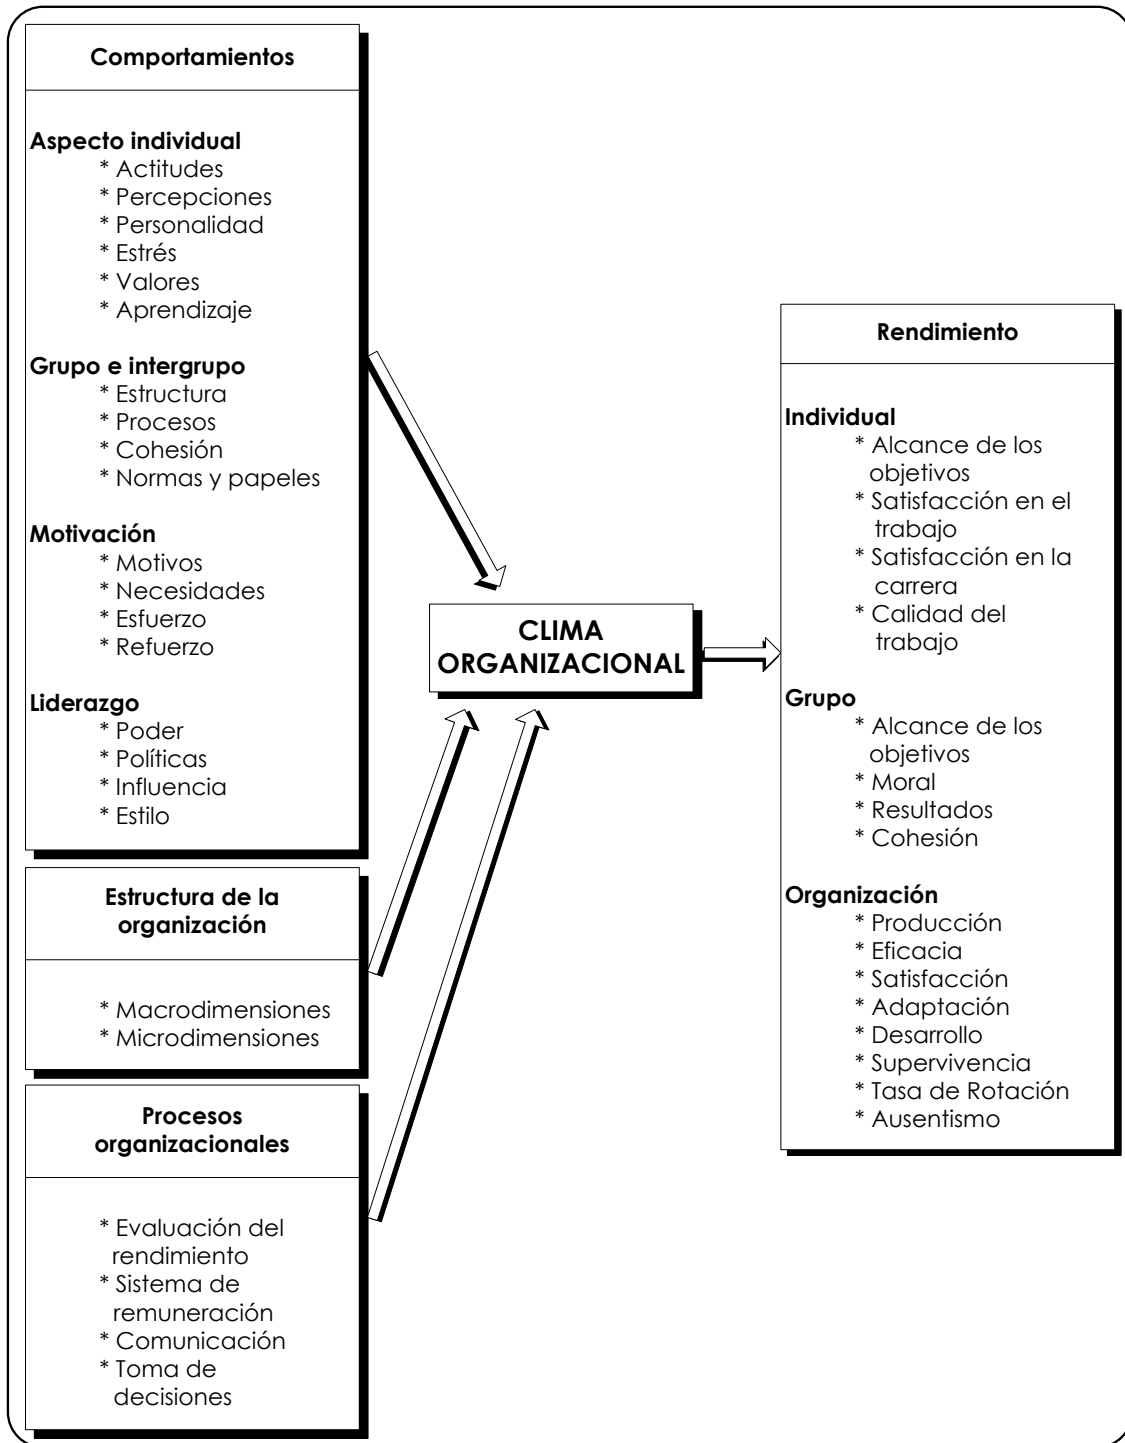 Comportamientos
Aspecto individual
* Actitudes
* Percepciones
* Personalidad
* Estrés
* Valores
* Aprendizaje
Grupo e intergrupo
* Estructura
* Procesos
* Cohesión
* Normas y papeles
Motivación
* Motivos
* Necesidades
* Esfuerzo
* Refuerzo
Liderazgo
* Poder
* Políticas
* Influencia
* Estilo
Estructura de la
organización
* Macrodimensiones
* Microdimensiones
Procesos
organizacionales
* Evaluación del
rendimiento
* Sistema de
remuneración
* Comunicación
* Toma de
decisiones
CLIMA
ORGANIZACIONAL
Rendimiento
Individual
* Alcance de los
objetivos
* Satisfacción en el
trabajo
* Satisfacción en la
carrera
* Calidad del
trabajo
Grupo
* Alcance de los
objetivos
* Moral
* Resultados
* Cohesión
Organización
* Producción
* Eficacia
* Satisfacción
* Adaptación
* Desarrollo
* Supervivencia
* Tasa de Rotación
* Ausentismo